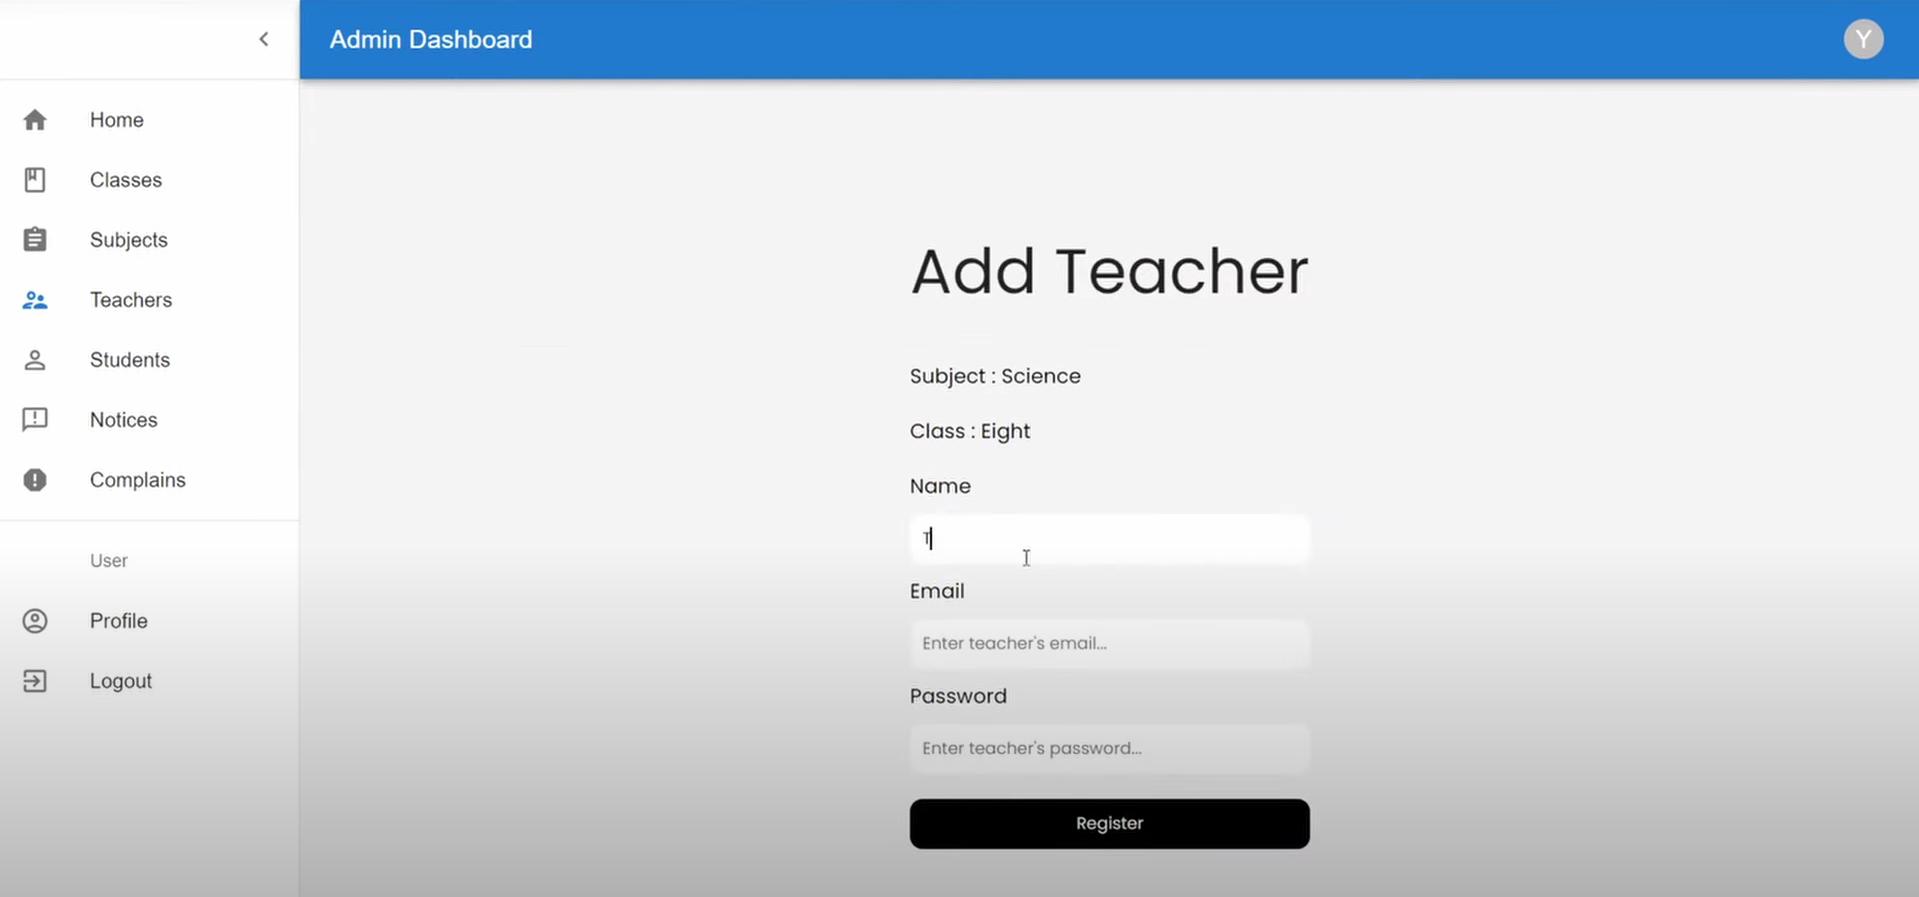 Admin Dashboard
Y
Home
Classes
Subjects
Teachers
Students
Notices
Complains
User
Profile
Logout
Add Teacher
Subject : Science
Class : Eight
Name
T
Email
Enter teacher's email...
Password
Enter teacher's password...
Register